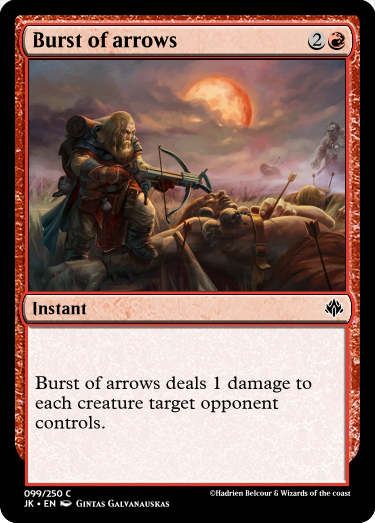 Burst of arrows 2
Instant
Burst of arrows deals 1 damage to
each creature target opponent
controls.
099/250 C
JK • EN Gintas Galvanauskas
©Hadrien Belcour & Wizards of the coast